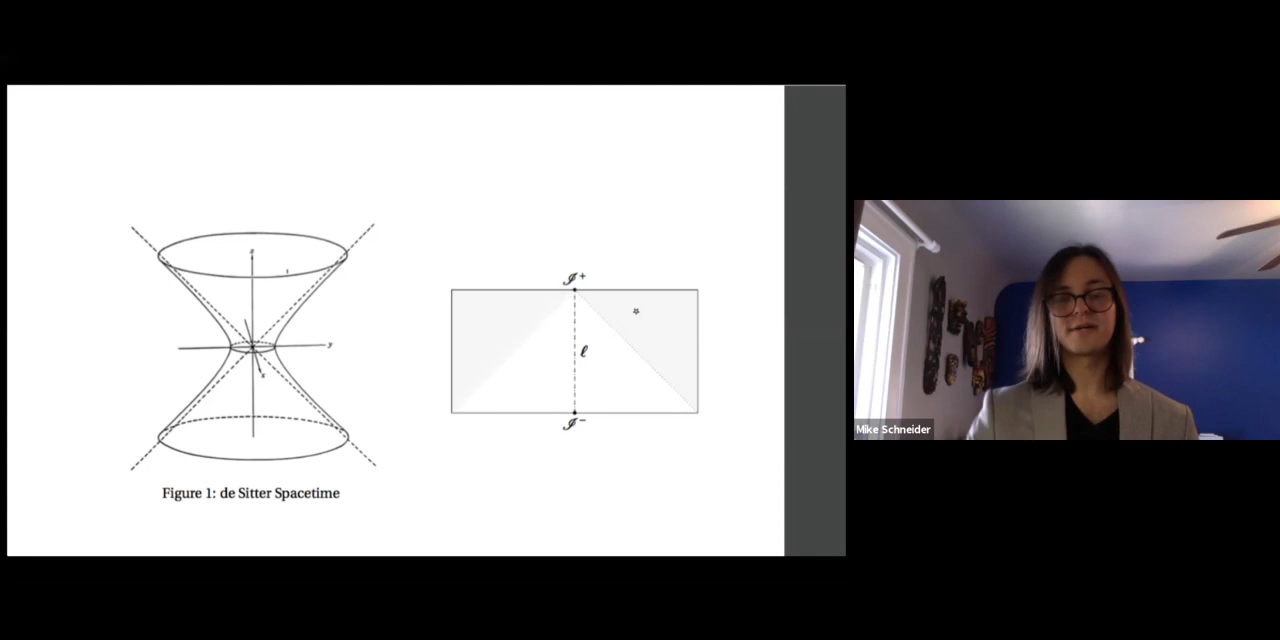 z
y
x
𝓘+
ℓ
𝓘−
Figure 1: de Sitter Spacetime
Mike Schneider